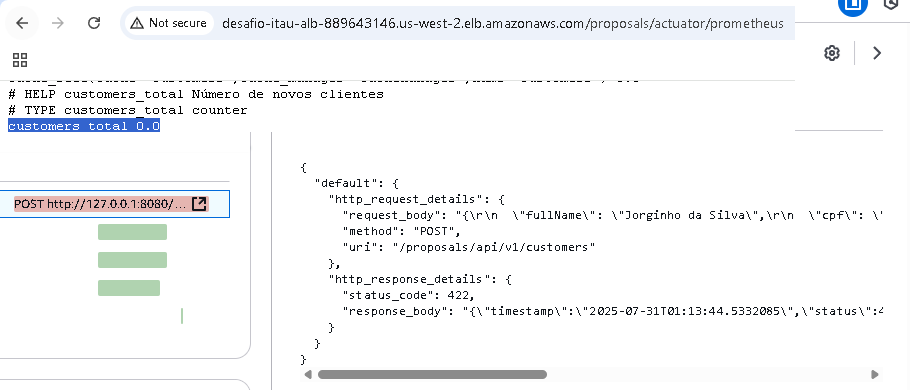 Not secure desafio-itau-alb-889643146.us-west-2.elb.amazonaws.com/proposals/actuator/prometheus
# HELP customers_total Número de novos clientes
# TYPE customers_total counter
customers_total 0.0
POST http://127.0.0.1:8080/...
{
"default": {
"http_request_details": {
"request_body": "{\r\n \"fullName\": \"Jorginho da Silva\",\r\n \"cpf\": \"
"method": "POST",
"uri": "/proposals/api/v1/customers"
},
"http_response_details": {
"status_code": 422,
"response_body": "{\"timestamp\":\"2025-07-31T01:13:44.5332085\",\"status\":4
}
}
}